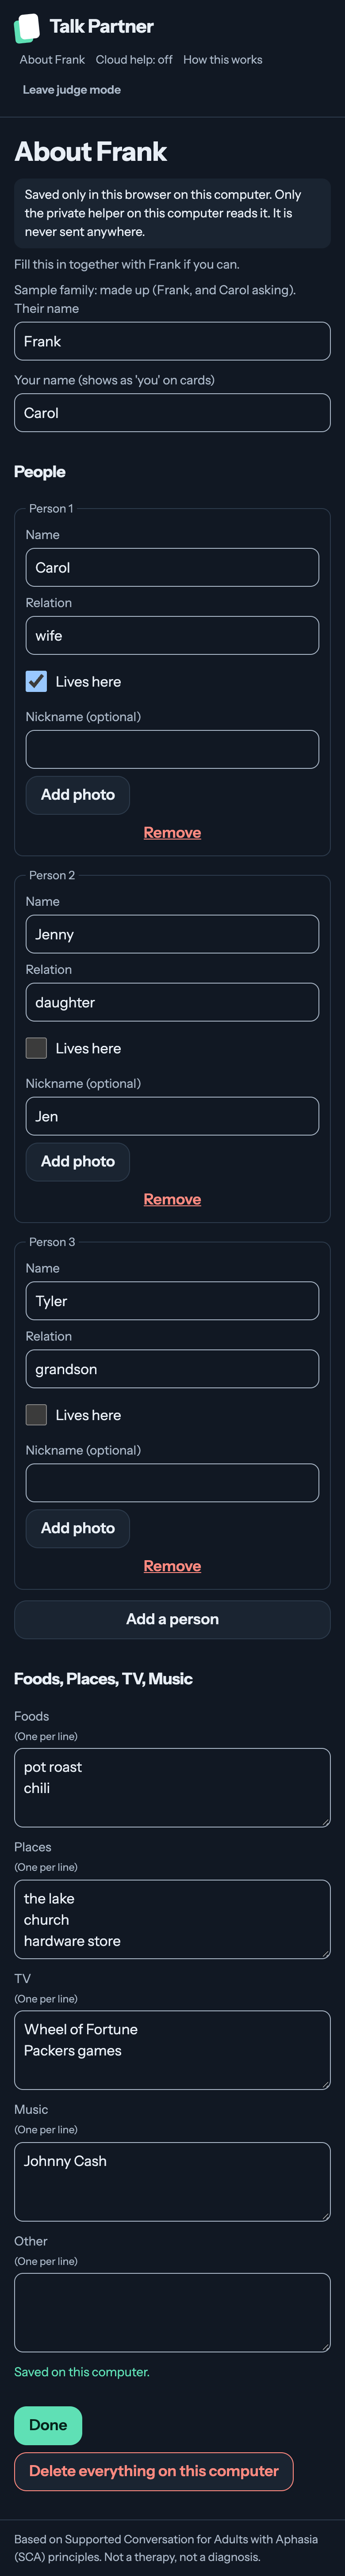 Talk Partner
About Frank Cloud help: off How this works
Leave judge mode
About Frank
Saved only in this browser on this computer. Only
the private helper on this computer reads it. It is
never sent anywhere.
Fill this in together with Frank if you can.
Sample family: made up (Frank, and Carol asking).
Their name
Frank
Your name (shows as 'you' on cards)
Carol
People
Person 1
Name
Carol
Relation
wife
Lives here
Nickname (optional)
Add photo
Remove
Person 2
Name
Jenny
Relation
daughter
Lives here
Nickname (optional)
Jen
Add photo
Remove
Person 3
Name
Tyler
Relation
grandson
Lives here
Nickname (optional)
Add photo
Remove
Add a person
Foods, Places, TV, Music
Foods
(One per line)
pot roast
chili
Places
(One per line)
the lake
church
hardware store
TV
(One per line)
Wheel of Fortune
Packers games
Music
(One per line)
Johnny Cash
Other
(One per line)
Saved on this computer.
Done
Delete everything on this computer
Based on Supported Conversation for Adults with Aphasia
(SCA) principles. Not a therapy, not a diagnosis.